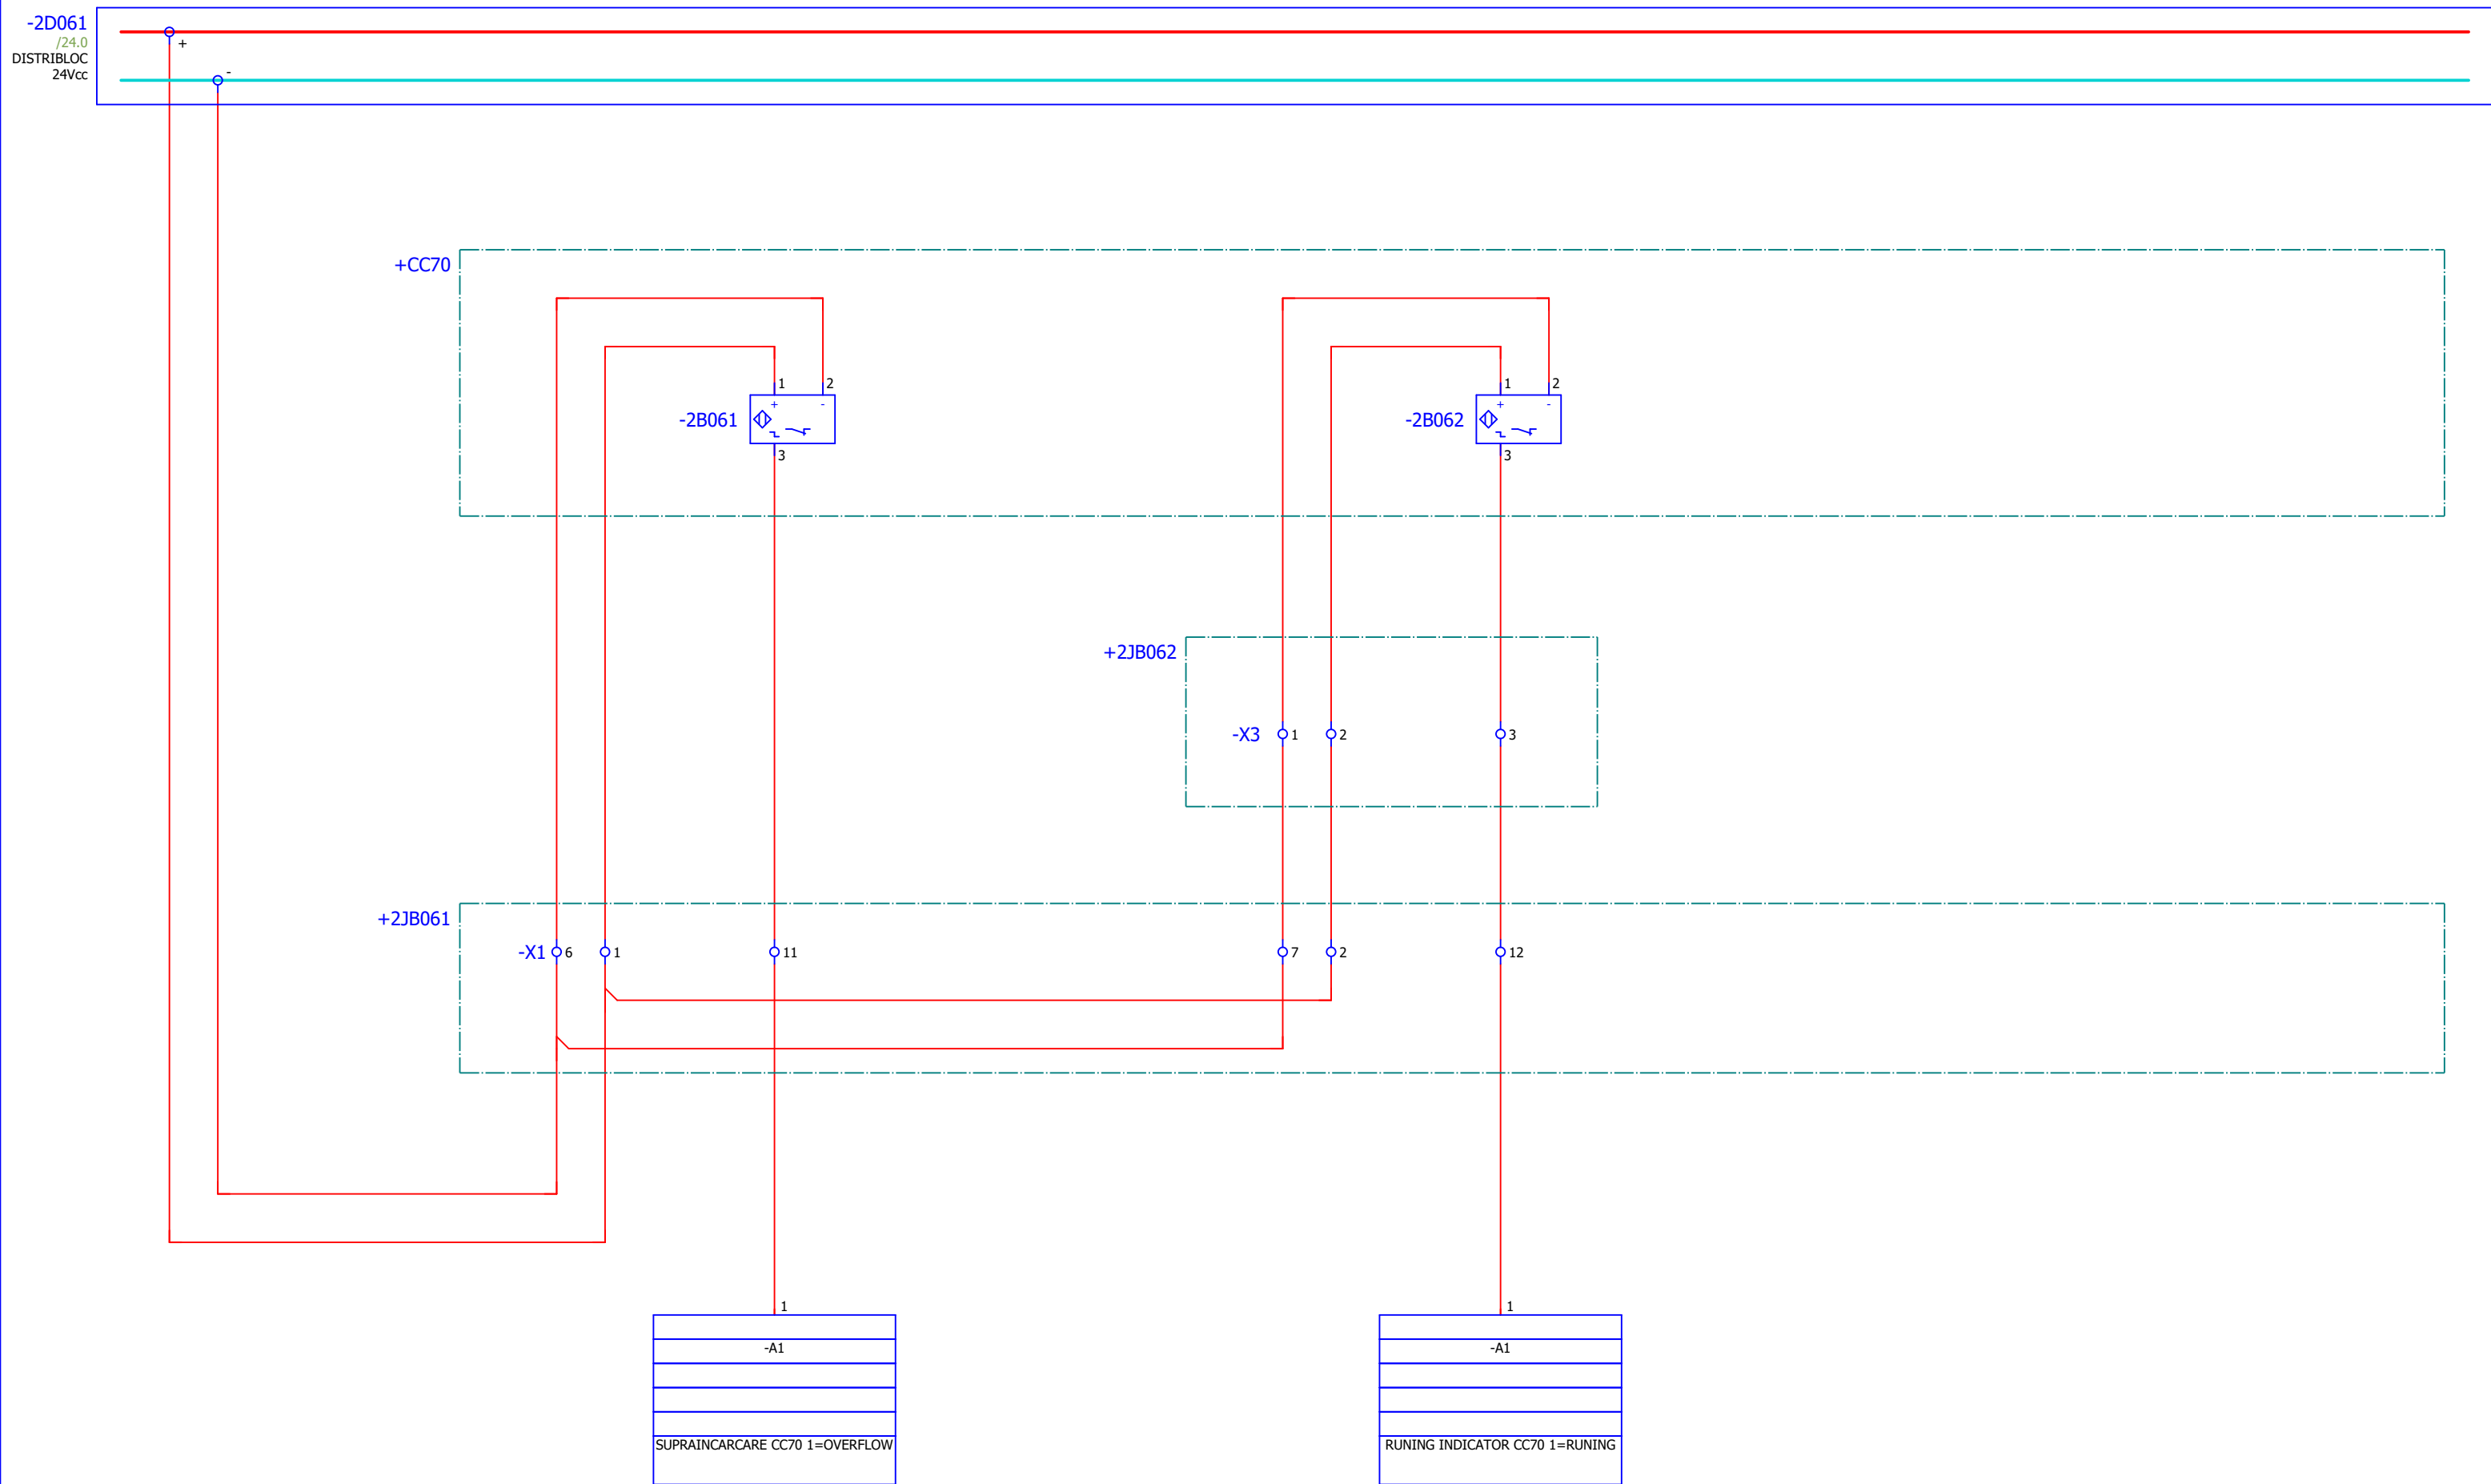 -2D061
/24.0
DISTRIBLOC
24Vcc
+
-
+CC70
1 2
+ -
-2B061
3
1 2
+ -
-2B062
3
+2JB062
-X3 1 2 3
+2JB061
-X1 6 1 11 7 2 12
1
-A1
SUPRAINCARCARE CC70 1=OVERFLOW
1
-A1
RUNING INDICATOR CC70 1=RUNING